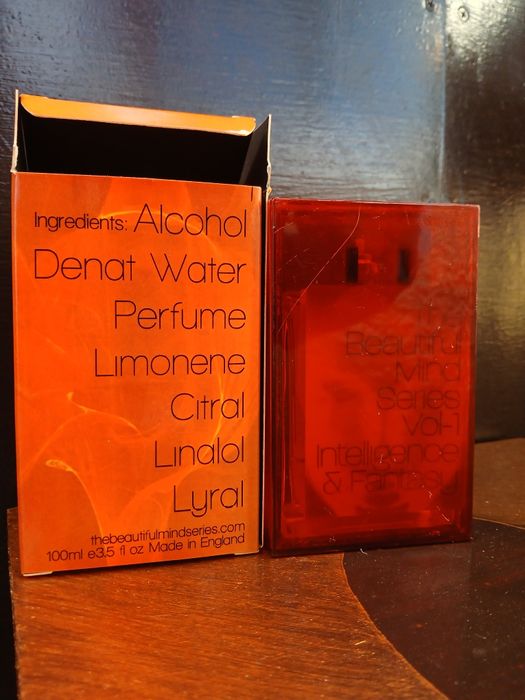 Ingredients: Alcohol
Denat Water
Perfume
Limonene
Citral
Linalol
Lyral
thebeautifulmindseries.com
100ml e3.5 fl oz Made in England
The
Beautiful
Mind
Series
Vol-1
Intelligence
& Fantasy